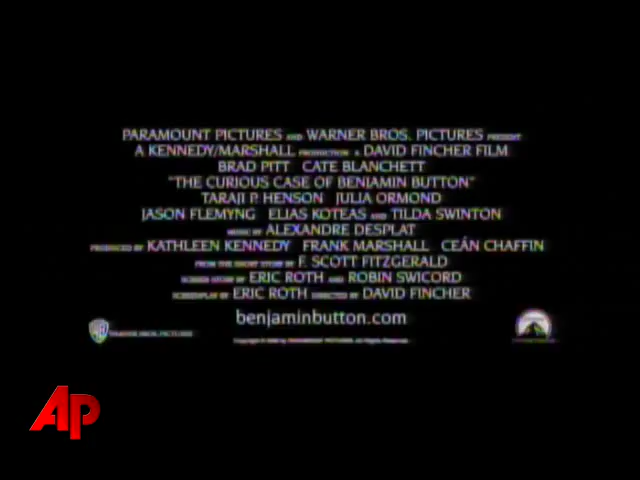 PARAMOUNT PICTURES AND WARNER BROS. PICTURES PRESENT
A KENNEDY/MARSHALL PRODUCTION A DAVID FINCHER FILM
BRAD PITT CATE BLANCHETT
"THE CURIOUS CASE OF BENJAMIN BUTTON"
TARAJI P. HENSON JULIA ORMOND
JASON FLEMYNG ELIAS KOTEAS AND TILDA SWINTON
MUSIC BY ALEXANDRE DESPLAT
PRODUCED BY KATHLEEN KENNEDY FRANK MARSHALL CEÁN CHAFFIN
FROM THE SHORT STORY BY F. SCOTT FITZGERALD
SCREEN STORY BY ERIC ROTH AND ROBIN SWICORD
SCREENPLAY BY ERIC ROTH DIRECTED BY DAVID FINCHER
benjaminbutton.com
WARNER BROS. PICTURES
AP